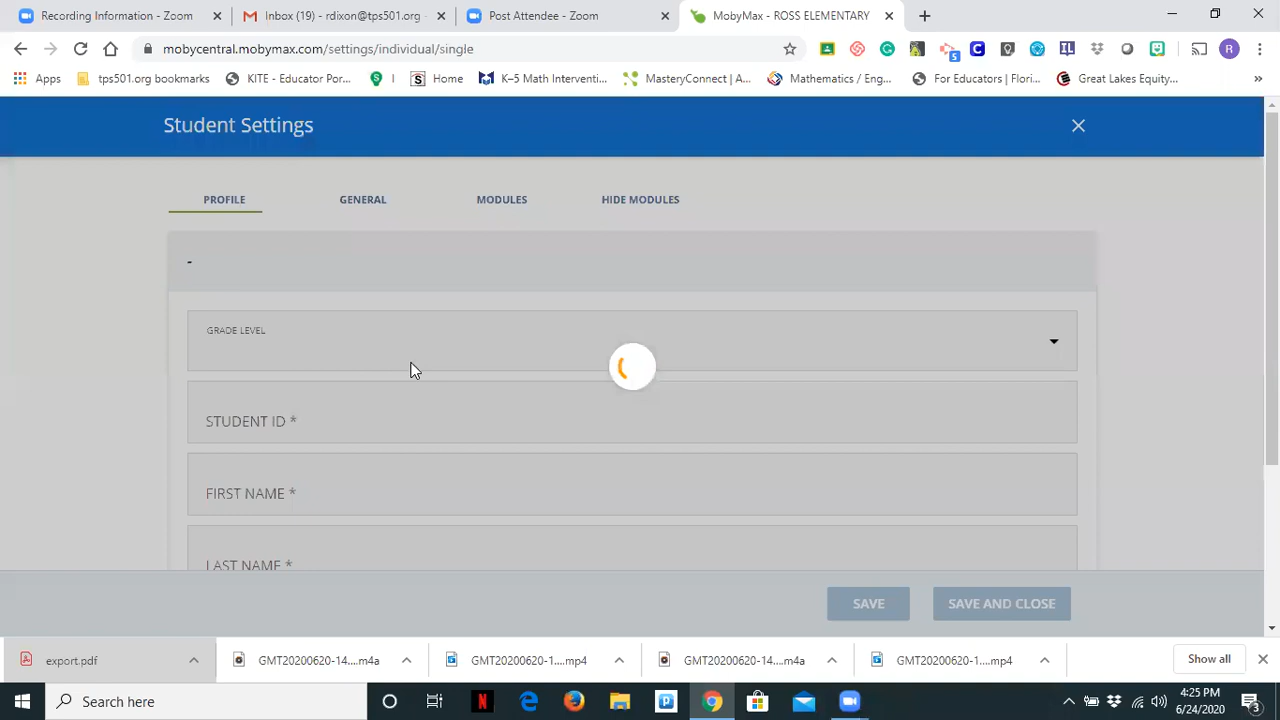 Recording Information - Zoom
Inbox (19) - rdixon@tps501.org -
Post Attendee - Zoom
MobyMax - ROSS ELEMENTARY
mobycentral.mobymax.com/settings/individual/single
5
R
Apps
tps501.org bookmarks
KITE - Educator Por...
I
Home
K–5 Math Interventi...
MasteryConnect | A...
Mathematics / Eng...
For Educators | Flori...
Great Lakes Equity...
»
Student Settings
PROFILE
GENERAL
MODULES
HIDE MODULES
-
GRADE LEVEL
STUDENT ID *
FIRST NAME *
LAST NAME *
SAVE
SAVE AND CLOSE
export.pdf
GMT20200620-14....m4a
GMT20200620-1....mp4
GMT20200620-14....m4a
GMT20200620-1....mp4
Show all
Search here
4:25 PM
6/24/2020
3